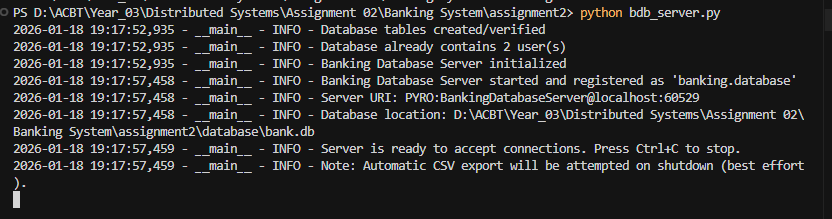 PS D:\ACBT\Year_03\Distributed Systems\Assignment 02\Banking System\assignment2> python bdb_server.py
2026-01-18 19:17:52,935 - __main__ - INFO - Database tables created/verified
2026-01-18 19:17:52,935 - __main__ - INFO - Database already contains 2 user(s)
2026-01-18 19:17:52,935 - __main__ - INFO - Banking Database Server initialized
2026-01-18 19:17:57,458 - __main__ - INFO - Banking Database Server started and registered as 'banking.database'
2026-01-18 19:17:57,458 - __main__ - INFO - Server URI: PYRO:BankingDatabaseServer@localhost:60529
2026-01-18 19:17:57,458 - __main__ - INFO - Database location: D:\ACBT\Year_03\Distributed Systems\Assignment 02\
Banking System\assignment2\database\bank.db
2026-01-18 19:17:57,459 - __main__ - INFO - Server is ready to accept connections. Press Ctrl+C to stop.
2026-01-18 19:17:57,459 - __main__ - INFO - Note: Automatic CSV export will be attempted on shutdown (best effort
).